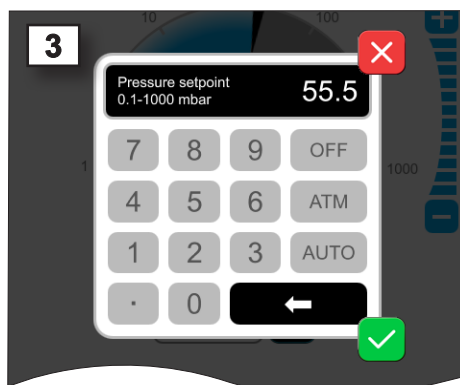 10 100
3
Pressure setpoint
0.1-1000 mbar
55.5
7 8 9 OFF
1 1000
4 5 6 ATM
1 2 3 AUTO
. 0